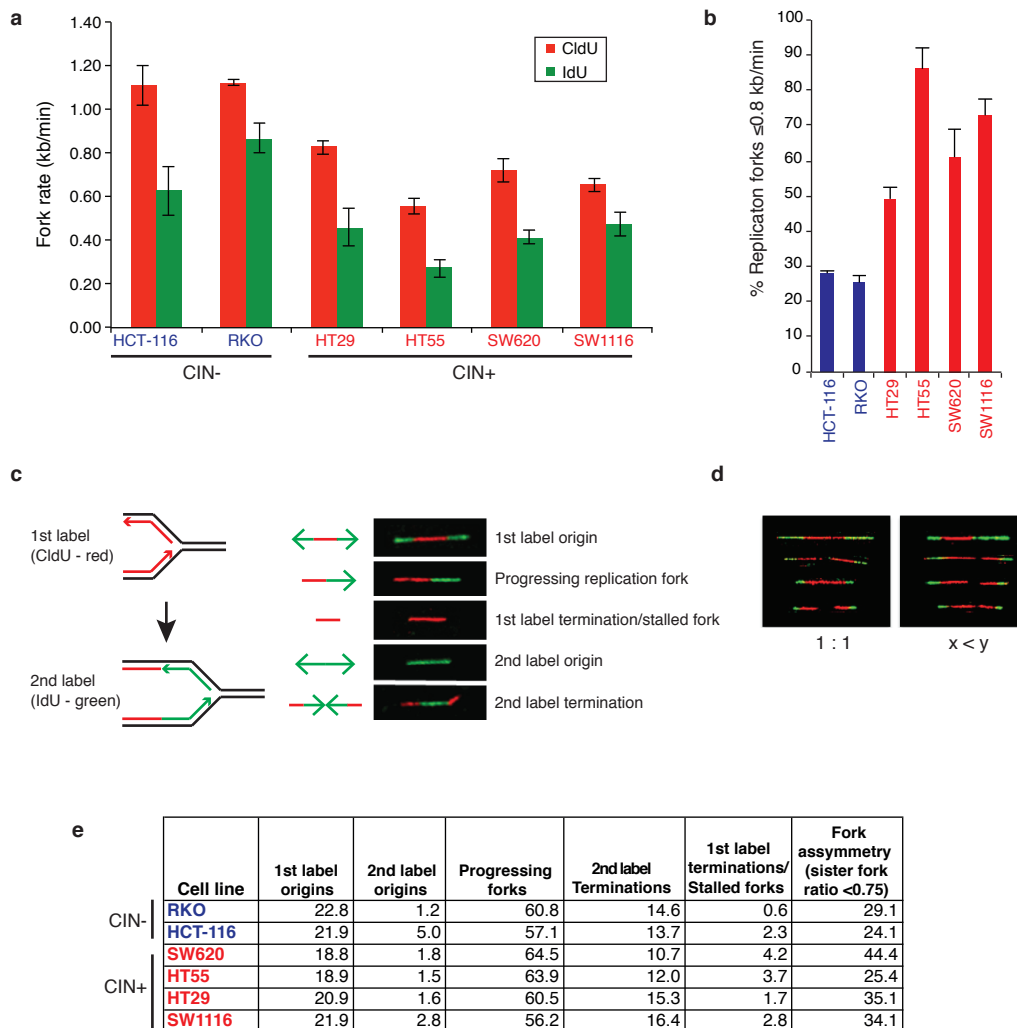 a
Fork rate (kb/min)
1.40
1.20
1.00
0.80
0.60
0.40
0.20
0.00
CldU
IdU
HCT-116
RKO
HT29
HT55
SW620
SW1116
CIN-
CIN+
b
% Replicaton forks ≤0.8 kb/min
100
90
80
70
60
50
40
30
20
10
0
HCT-116
RKO
HT29
HT55
SW620
SW1116
c
1st label
(CldU - red)
2nd label
(IdU - green)
1st label origin
Progressing replication fork
1st label termination/stalled fork
2nd label origin
2nd label termination
d
1 : 1
x < y
e
Cell line | 1st label origins | 2nd label origins | Progressing forks | 2nd label Terminations | 1st label terminations/ Stalled forks | Fork assymmetry (sister fork ratio <0.75)
CIN-
RKO 22.8 1.2 60.8 14.6 0.6 29.1
HCT-116 21.9 5.0 57.1 13.7 2.3 24.1
CIN+
SW620 18.8 1.8 64.5 10.7 4.2 44.4
HT55 18.9 1.5 63.9 12.0 3.7 25.4
HT29 20.9 1.6 60.5 15.3 1.7 35.1
SW1116 21.9 2.8 56.2 16.4 2.8 34.1